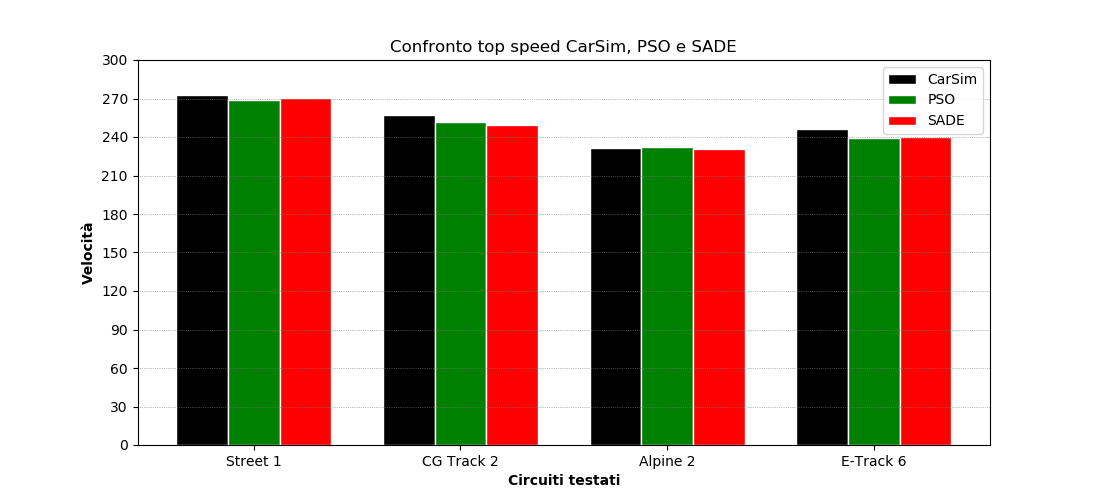 Confronto top speed CarSim, PSO e SADE
300
270
240
210
180
150
120
90
60
30
0
Velocità
CarSim
PSO
SADE
Street 1
CG Track 2
Alpine 2
E-Track 6
Circuiti testati